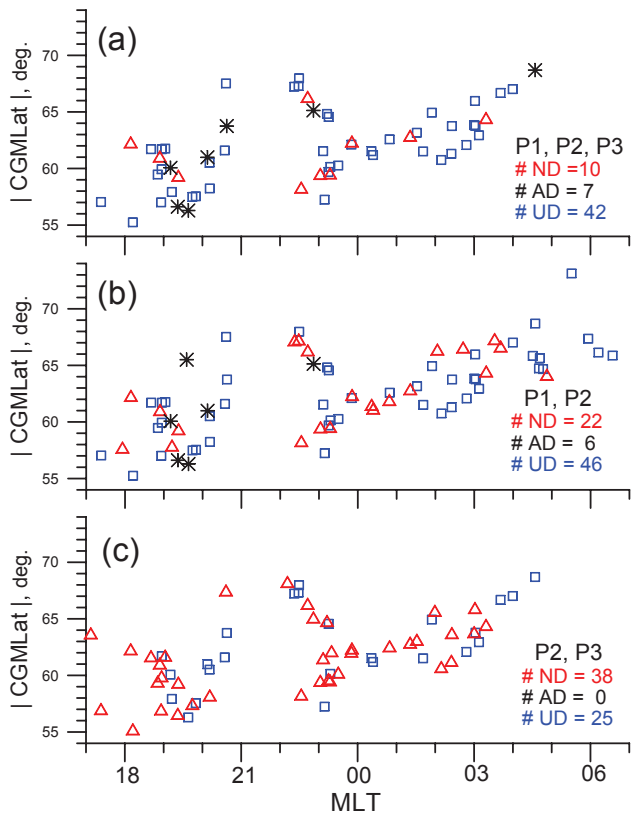 (a)
| CGMLat |, deg.
70
65
60
55
P1, P2, P3
# ND =10
# AD = 7
# UD = 42
(b)
| CGMLat |, deg.
70
65
60
55
P1, P2
# ND = 22
# AD = 6
# UD = 46
(c)
| CGMLat |, deg.
70
65
60
55
P2, P3
# ND = 38
# AD = 0
# UD = 25
18 21 00 03 06
MLT